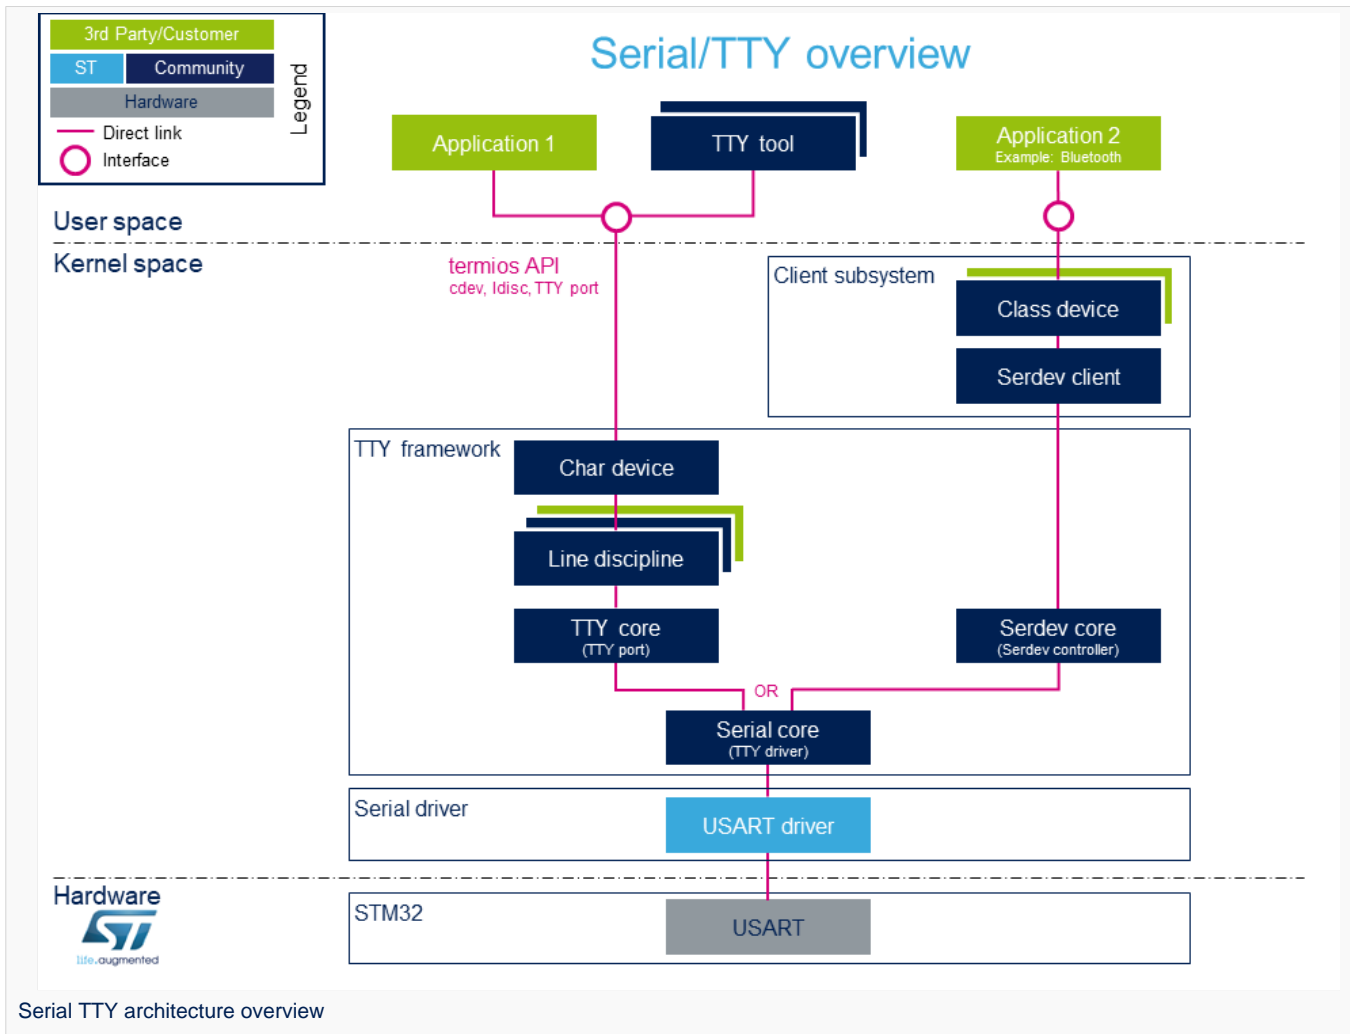 3rd Party/Customer
ST
Community
Hardware
Direct link
Interface
Legend
Serial/TTY overview
Application 1
TTY tool
Application 2
Example: Bluetooth
User space
Kernel space
termios API
cdev, ldisc, TTY port
Client subsystem
Class device
Serdev client
TTY framework
Char device
Line discipline
TTY core
(TTY port)
Serdev core
(Serdev controller)
OR
Serial core
(TTY driver)
Serial driver
USART driver
Hardware
ST
life.augmented
STM32
USART
Serial TTY architecture overview